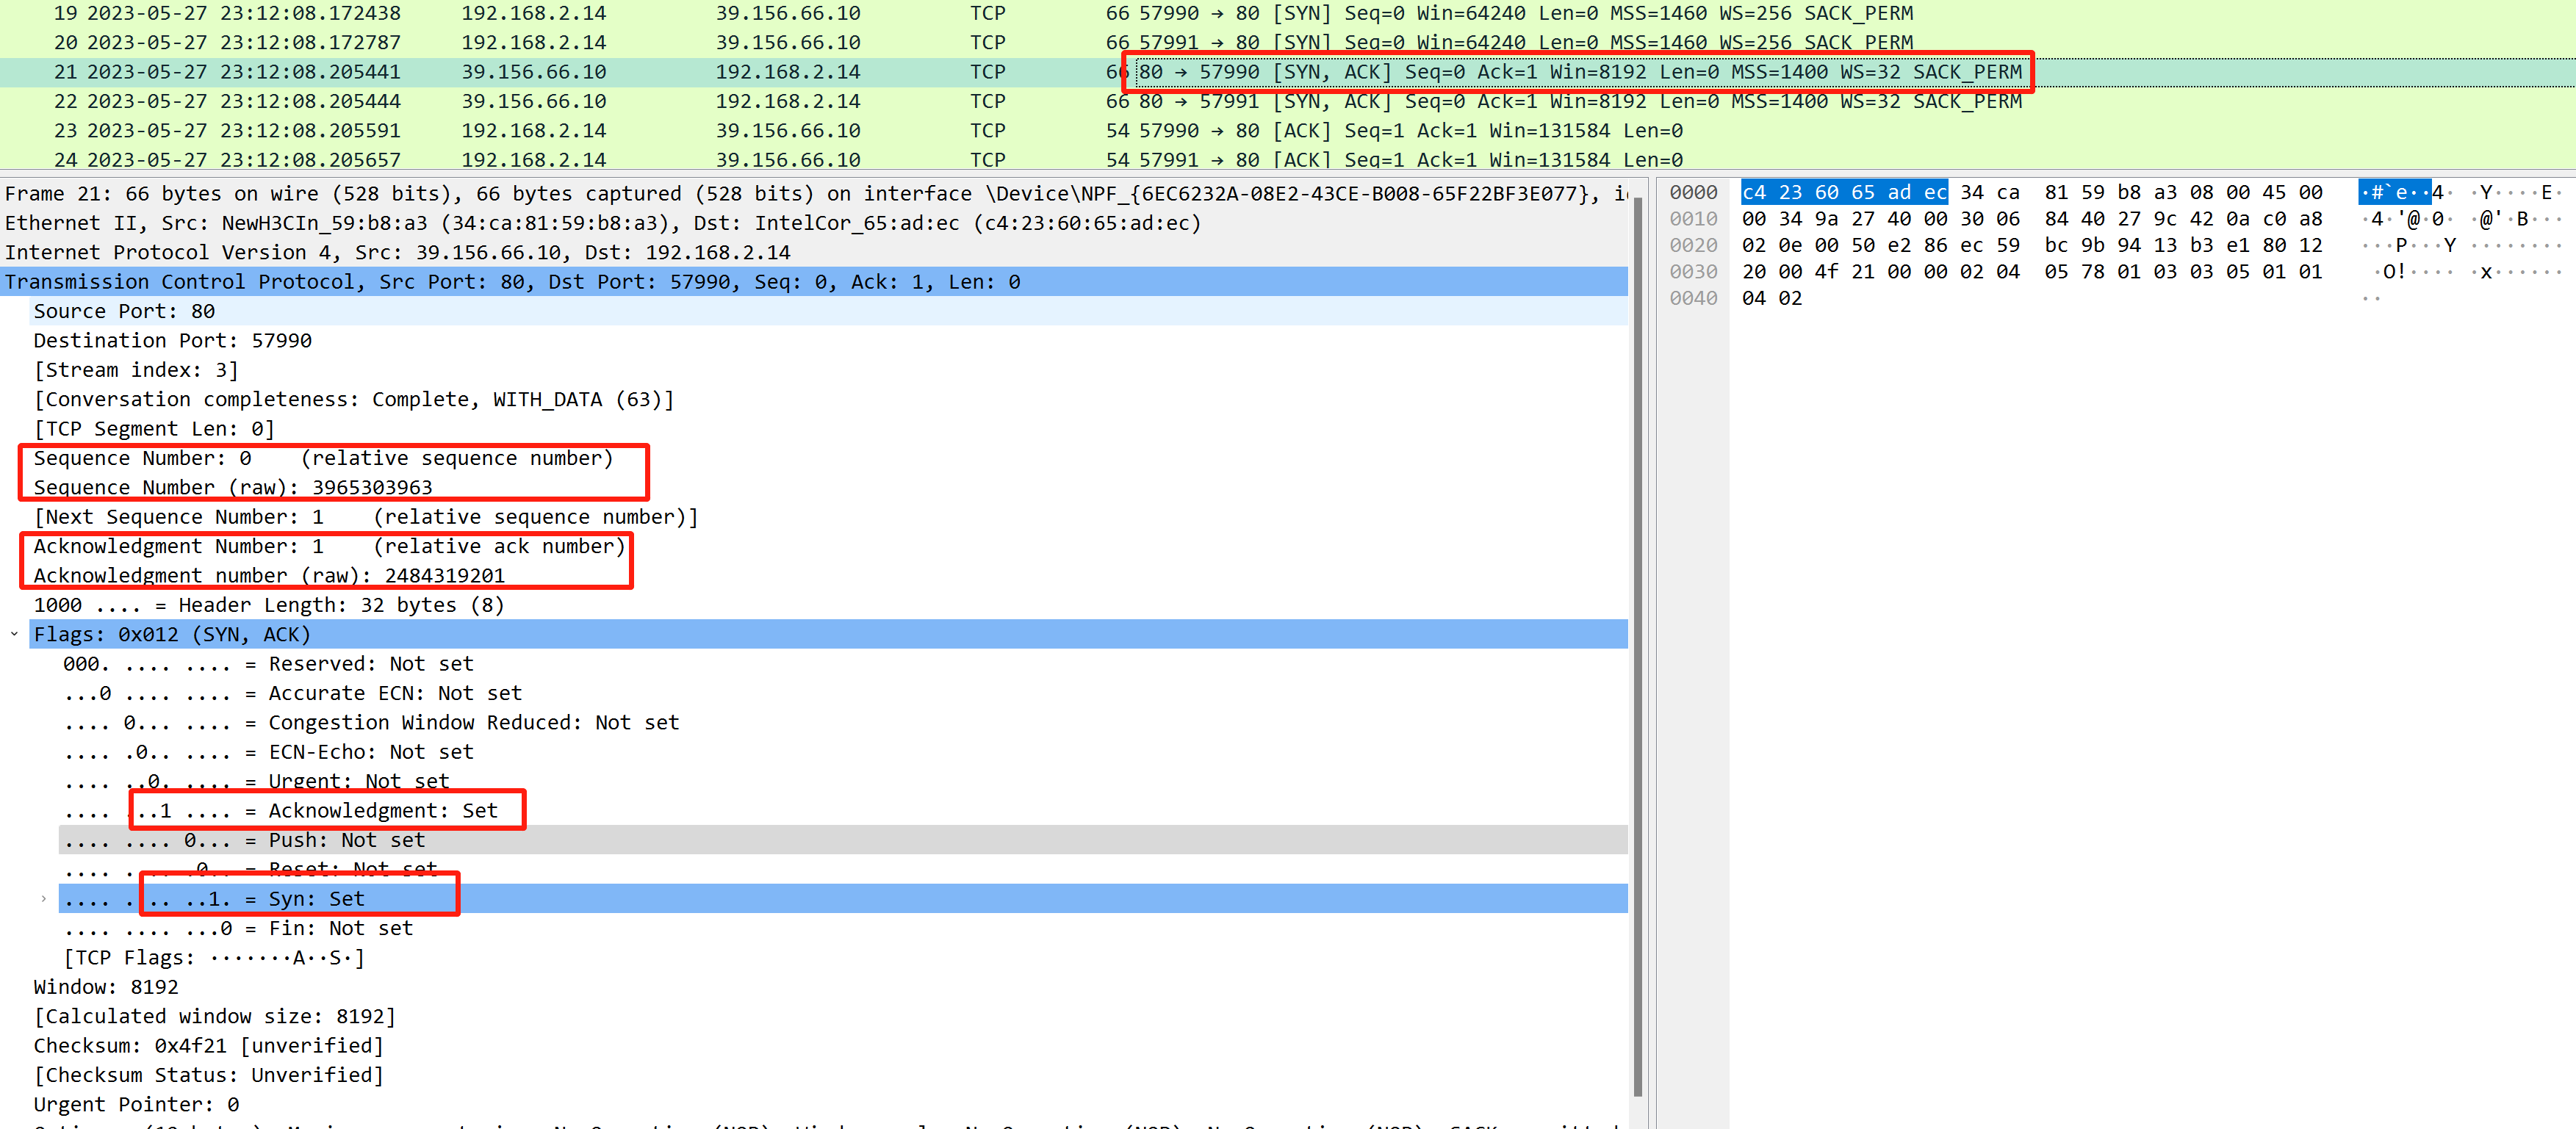 19 2023-05-27 23:12:08.172438 192.168.2.14 39.156.66.10 TCP 66 57990 → 80 [SYN] Seq=0 Win=64240 Len=0 MSS=1460 WS=256 SACK_PERM
20 2023-05-27 23:12:08.172787 192.168.2.14 39.156.66.10 TCP 66 57991 → 80 [SYN] Seq=0 Win=64240 Len=0 MSS=1460 WS=256 SACK_PERM
21 2023-05-27 23:12:08.205441 39.156.66.10 192.168.2.14 TCP 66 80 → 57990 [SYN, ACK] Seq=0 Ack=1 Win=8192 Len=0 MSS=1400 WS=32 SACK_PERM
22 2023-05-27 23:12:08.205444 39.156.66.10 192.168.2.14 TCP 66 80 → 57991 [SYN, ACK] Seq=0 Ack=1 Win=8192 Len=0 MSS=1400 WS=32 SACK_PERM
23 2023-05-27 23:12:08.205591 192.168.2.14 39.156.66.10 TCP 54 57990 → 80 [ACK] Seq=1 Ack=1 Win=131584 Len=0
24 2023-05-27 23:12:08.205657 192.168.2.14 39.156.66.10 TCP 54 57991 → 80 [ACK] Seq=1 Ack=1 Win=131584 Len=0
Frame 21: 66 bytes on wire (528 bits), 66 bytes captured (528 bits) on interface \Device\NPF_{6EC6232A-08E2-43CE-B008-65F22BF3E077},
Ethernet II, Src: NewH3CIn_59:b8:a3 (34:ca:81:59:b8:a3), Dst: IntelCor_65:ad:ec (c4:23:60:65:ad:ec)
Internet Protocol Version 4, Src: 39.156.66.10, Dst: 192.168.2.14
Transmission Control Protocol, Src Port: 80, Dst Port: 57990, Seq: 0, Ack: 1, Len: 0
Source Port: 80
Destination Port: 57990
[Stream index: 3]
[Conversation completeness: Complete, WITH_DATA (63)]
[TCP Segment Len: 0]
Sequence Number: 0 (relative sequence number)
Sequence Number (raw): 3965303963
[Next Sequence Number: 1 (relative sequence number)]
Acknowledgment Number: 1 (relative ack number)
Acknowledgment number (raw): 2484319201
1000 .... = Header Length: 32 bytes (8)
Flags: 0x012 (SYN, ACK)
000. .... .... = Reserved: Not set
...0 .... .... = Accurate ECN: Not set
.... 0... .... = Congestion Window Reduced: Not set
.... .0.. .... = ECN-Echo: Not set
.... ..0. .... = Urgent: Not set
.... ...1 .... = Acknowledgment: Set
.... .... 0... = Push: Not set
.... .... .0.. = Reset: Not set
.... .... ..1. = Syn: Set
.... .... ...0 = Fin: Not set
[TCP Flags: ·······A··S·]
Window: 8192
[Calculated window size: 8192]
Checksum: 0x4f21 [unverified]
[Checksum Status: Unverified]
Urgent Pointer: 0
0000 c4 23 60 65 ad ec 34 ca 81 59 b8 a3 08 00 45 00 ·#`e··4· ·Y····E·
0010 00 34 9a 27 40 00 30 06 84 40 27 9c 42 0a c0 a8 ·4·'@·0· ·@'·B···
0020 02 0e 00 50 e2 86 ec 59 bc 9b 94 13 b3 e1 80 12 ···P···Y ········
0030 20 00 4f 21 00 00 02 04 05 78 01 03 03 05 01 01 ·O!···· ·x······
0040 04 02 ··